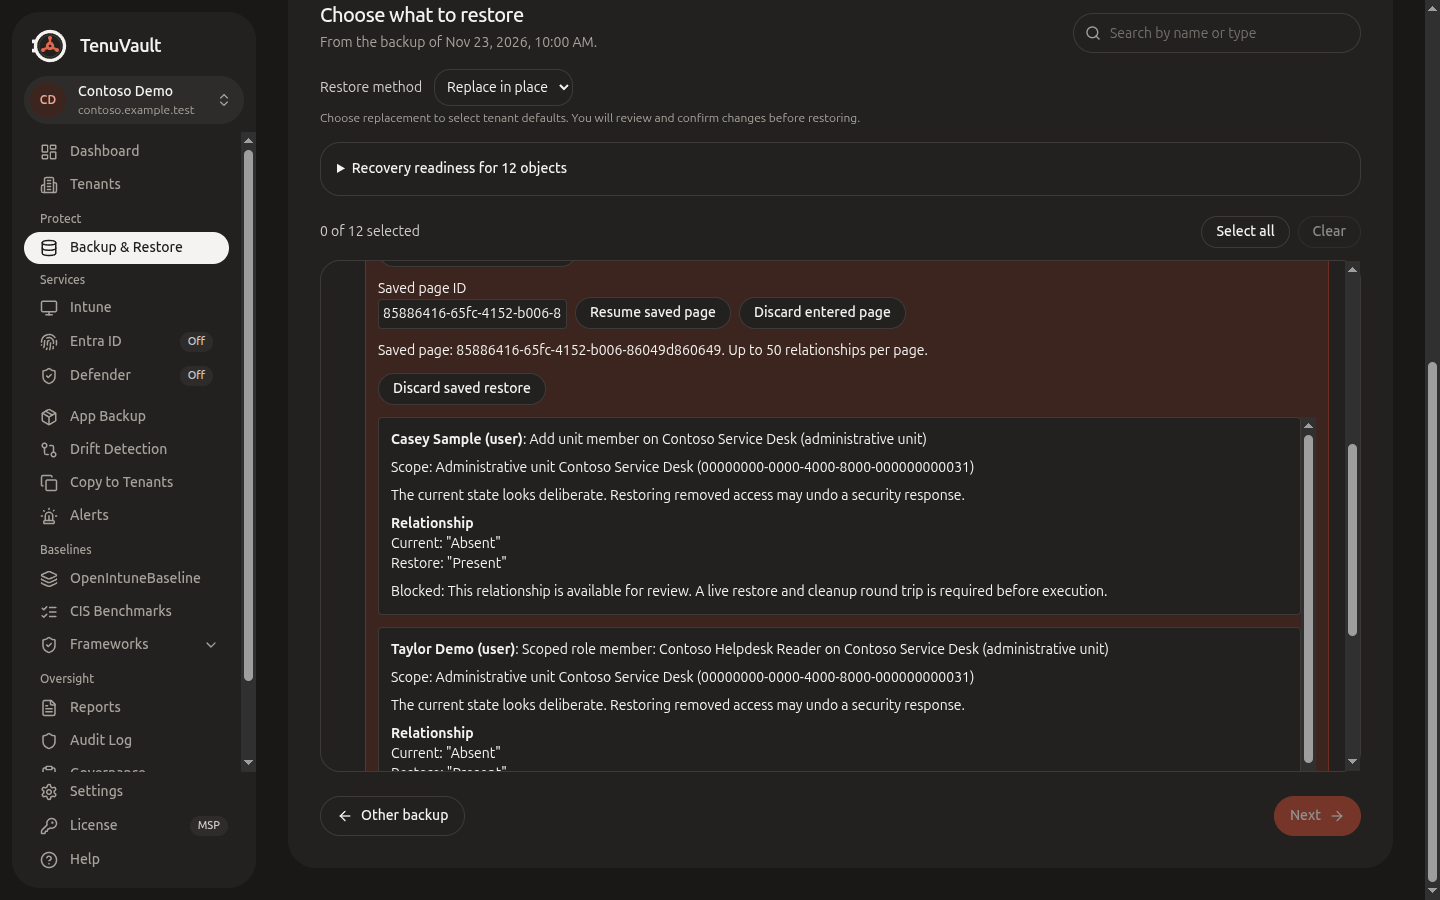 TenuVault
CD
Contoso Demo
contoso.example.test
Dashboard
Tenants
Protect
Backup & Restore
Services
Intune
Entra ID
Off
Defender
Off
App Backup
Drift Detection
Copy to Tenants
Alerts
Baselines
OpenIntuneBaseline
CIS Benchmarks
Frameworks
Oversight
Reports
Audit Log
Governance
Settings
License
MSP
Help
Choose what to restore
From the backup of Nov 23, 2026, 10:00 AM.
Search by name or type
Restore method
Replace in place
Choose replacement to select tenant defaults. You will review and confirm changes before restoring.
Recovery readiness for 12 objects
0 of 12 selected
Select all
Clear
Saved page ID
85886416-65fc-4152-b006-8
Resume saved page
Discard entered page
Saved page: 85886416-65fc-4152-b006-86049d860649. Up to 50 relationships per page.
Discard saved restore
Casey Sample (user): Add unit member on Contoso Service Desk (administrative unit)
Scope: Administrative unit Contoso Service Desk (00000000-0000-4000-8000-000000000031)
The current state looks deliberate. Restoring removed access may undo a security response.
Relationship
Current: "Absent"
Restore: "Present"
Blocked: This relationship is available for review. A live restore and cleanup round trip is required before execution.
Taylor Demo (user): Scoped role member: Contoso Helpdesk Reader on Contoso Service Desk (administrative unit)
Scope: Administrative unit Contoso Service Desk (00000000-0000-4000-8000-000000000031)
The current state looks deliberate. Restoring removed access may undo a security response.
Relationship
Current: "Absent"
Restore: "Present"
Other backup
Next